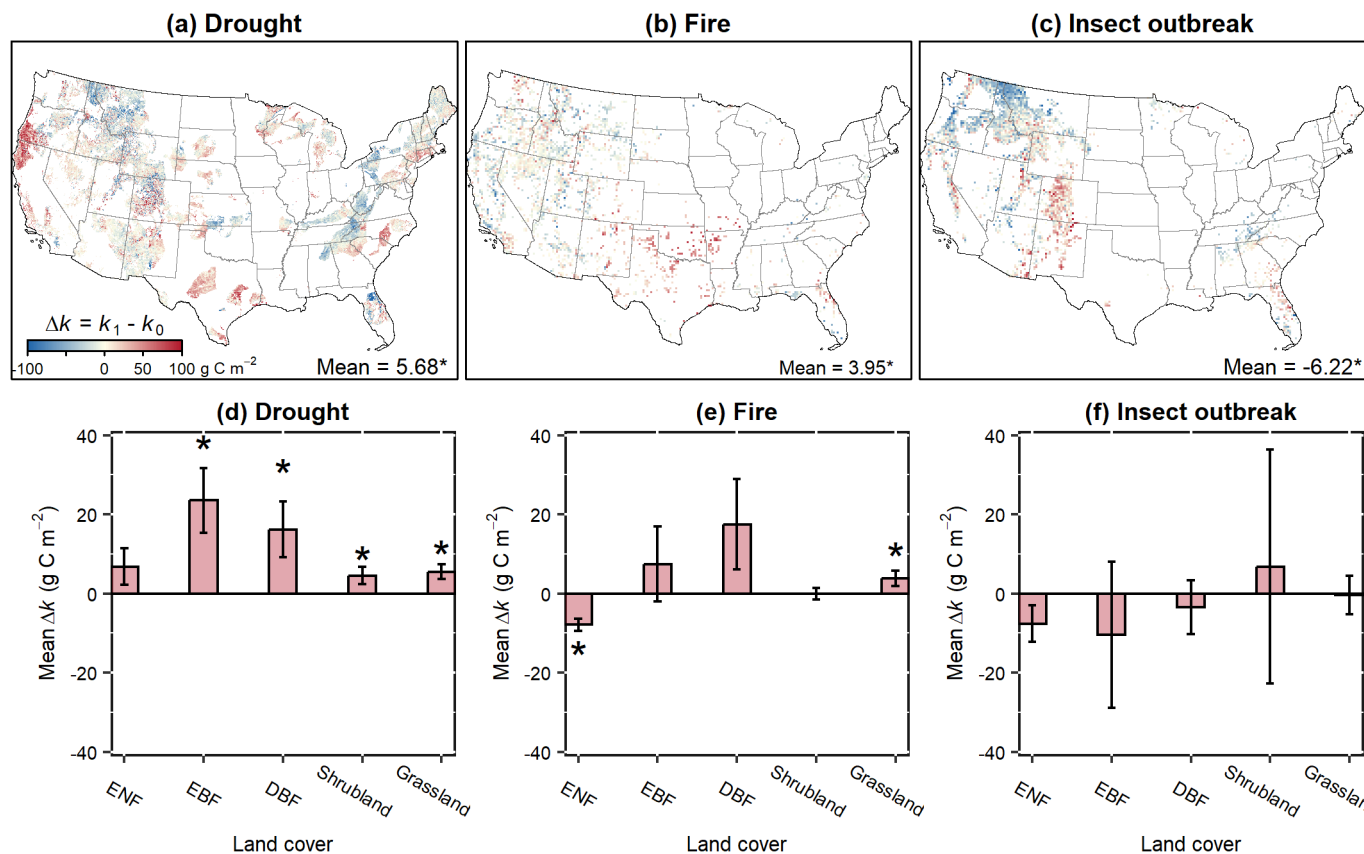 (a) Drought
(b) Fire
(c) Insect outbreak
Δk = k₁ - k₀
-100 0 50 100 g C m⁻²
Mean = 5.68*
Mean = 3.95*
Mean = -6.22*
(d) Drought
(e) Fire
(f) Insect outbreak
Mean Δk (g C m⁻²)
40
20
0
-20
-40
*
*
*
*
ENF
EBF
DBF
Shrubland
Grassland
Land cover
Mean Δk (g C m⁻²)
40
20
0
-20
-40
*
*
ENF
EBF
DBF
Shrubland
Grassland
Land cover
Mean Δk (g C m⁻²)
40
20
0
-20
-40
ENF
EBF
DBF
Shrubland
Land cover